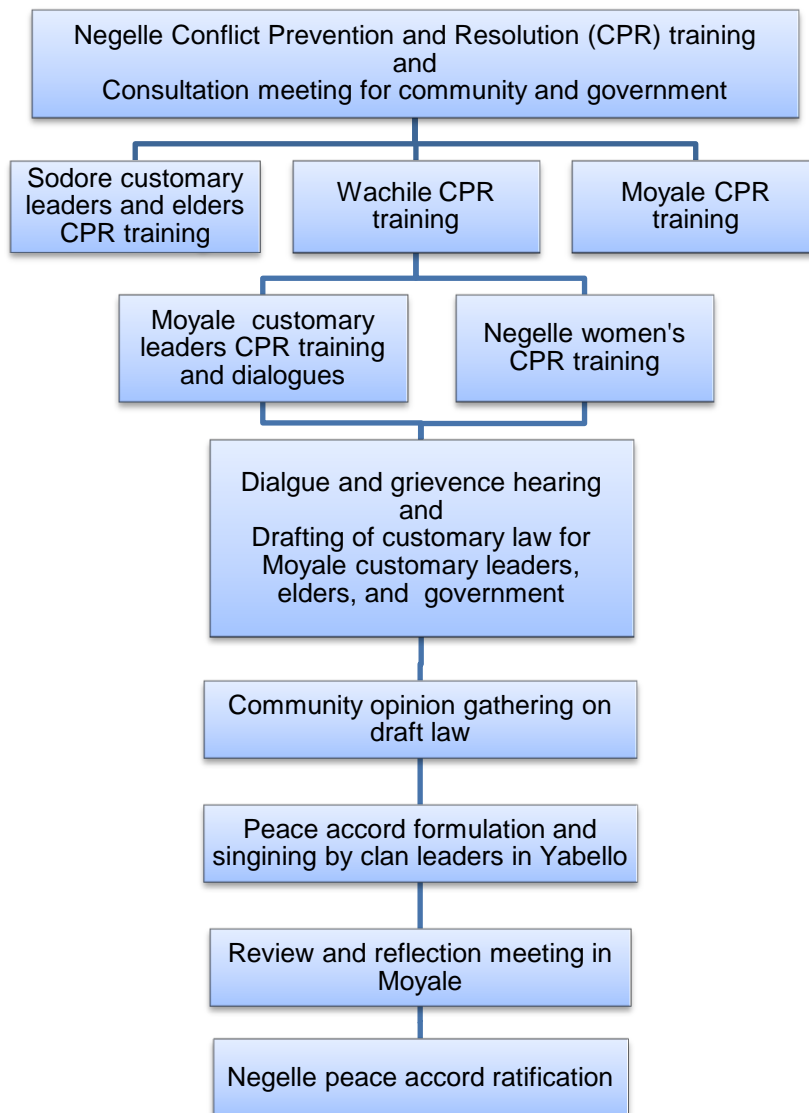 Negelle Conflict Prevention and Resolution (CPR) training
and
Consultation meeting for community and government
Sodore customary
leaders and elders
CPR training
Wachile CPR
training
Moyale CPR
training
Moyale customary
leaders CPR training
and dialogues
Negelle women's
CPR training
Dialgue and grievence hearing
and
Drafting of customary law for
Moyale customary leaders,
elders, and government
Community opinion gathering on
draft law
Peace accord formulation and
singining by clan leaders in Yabello
Review and reflection meeting in
Moyale
Negelle peace accord ratification